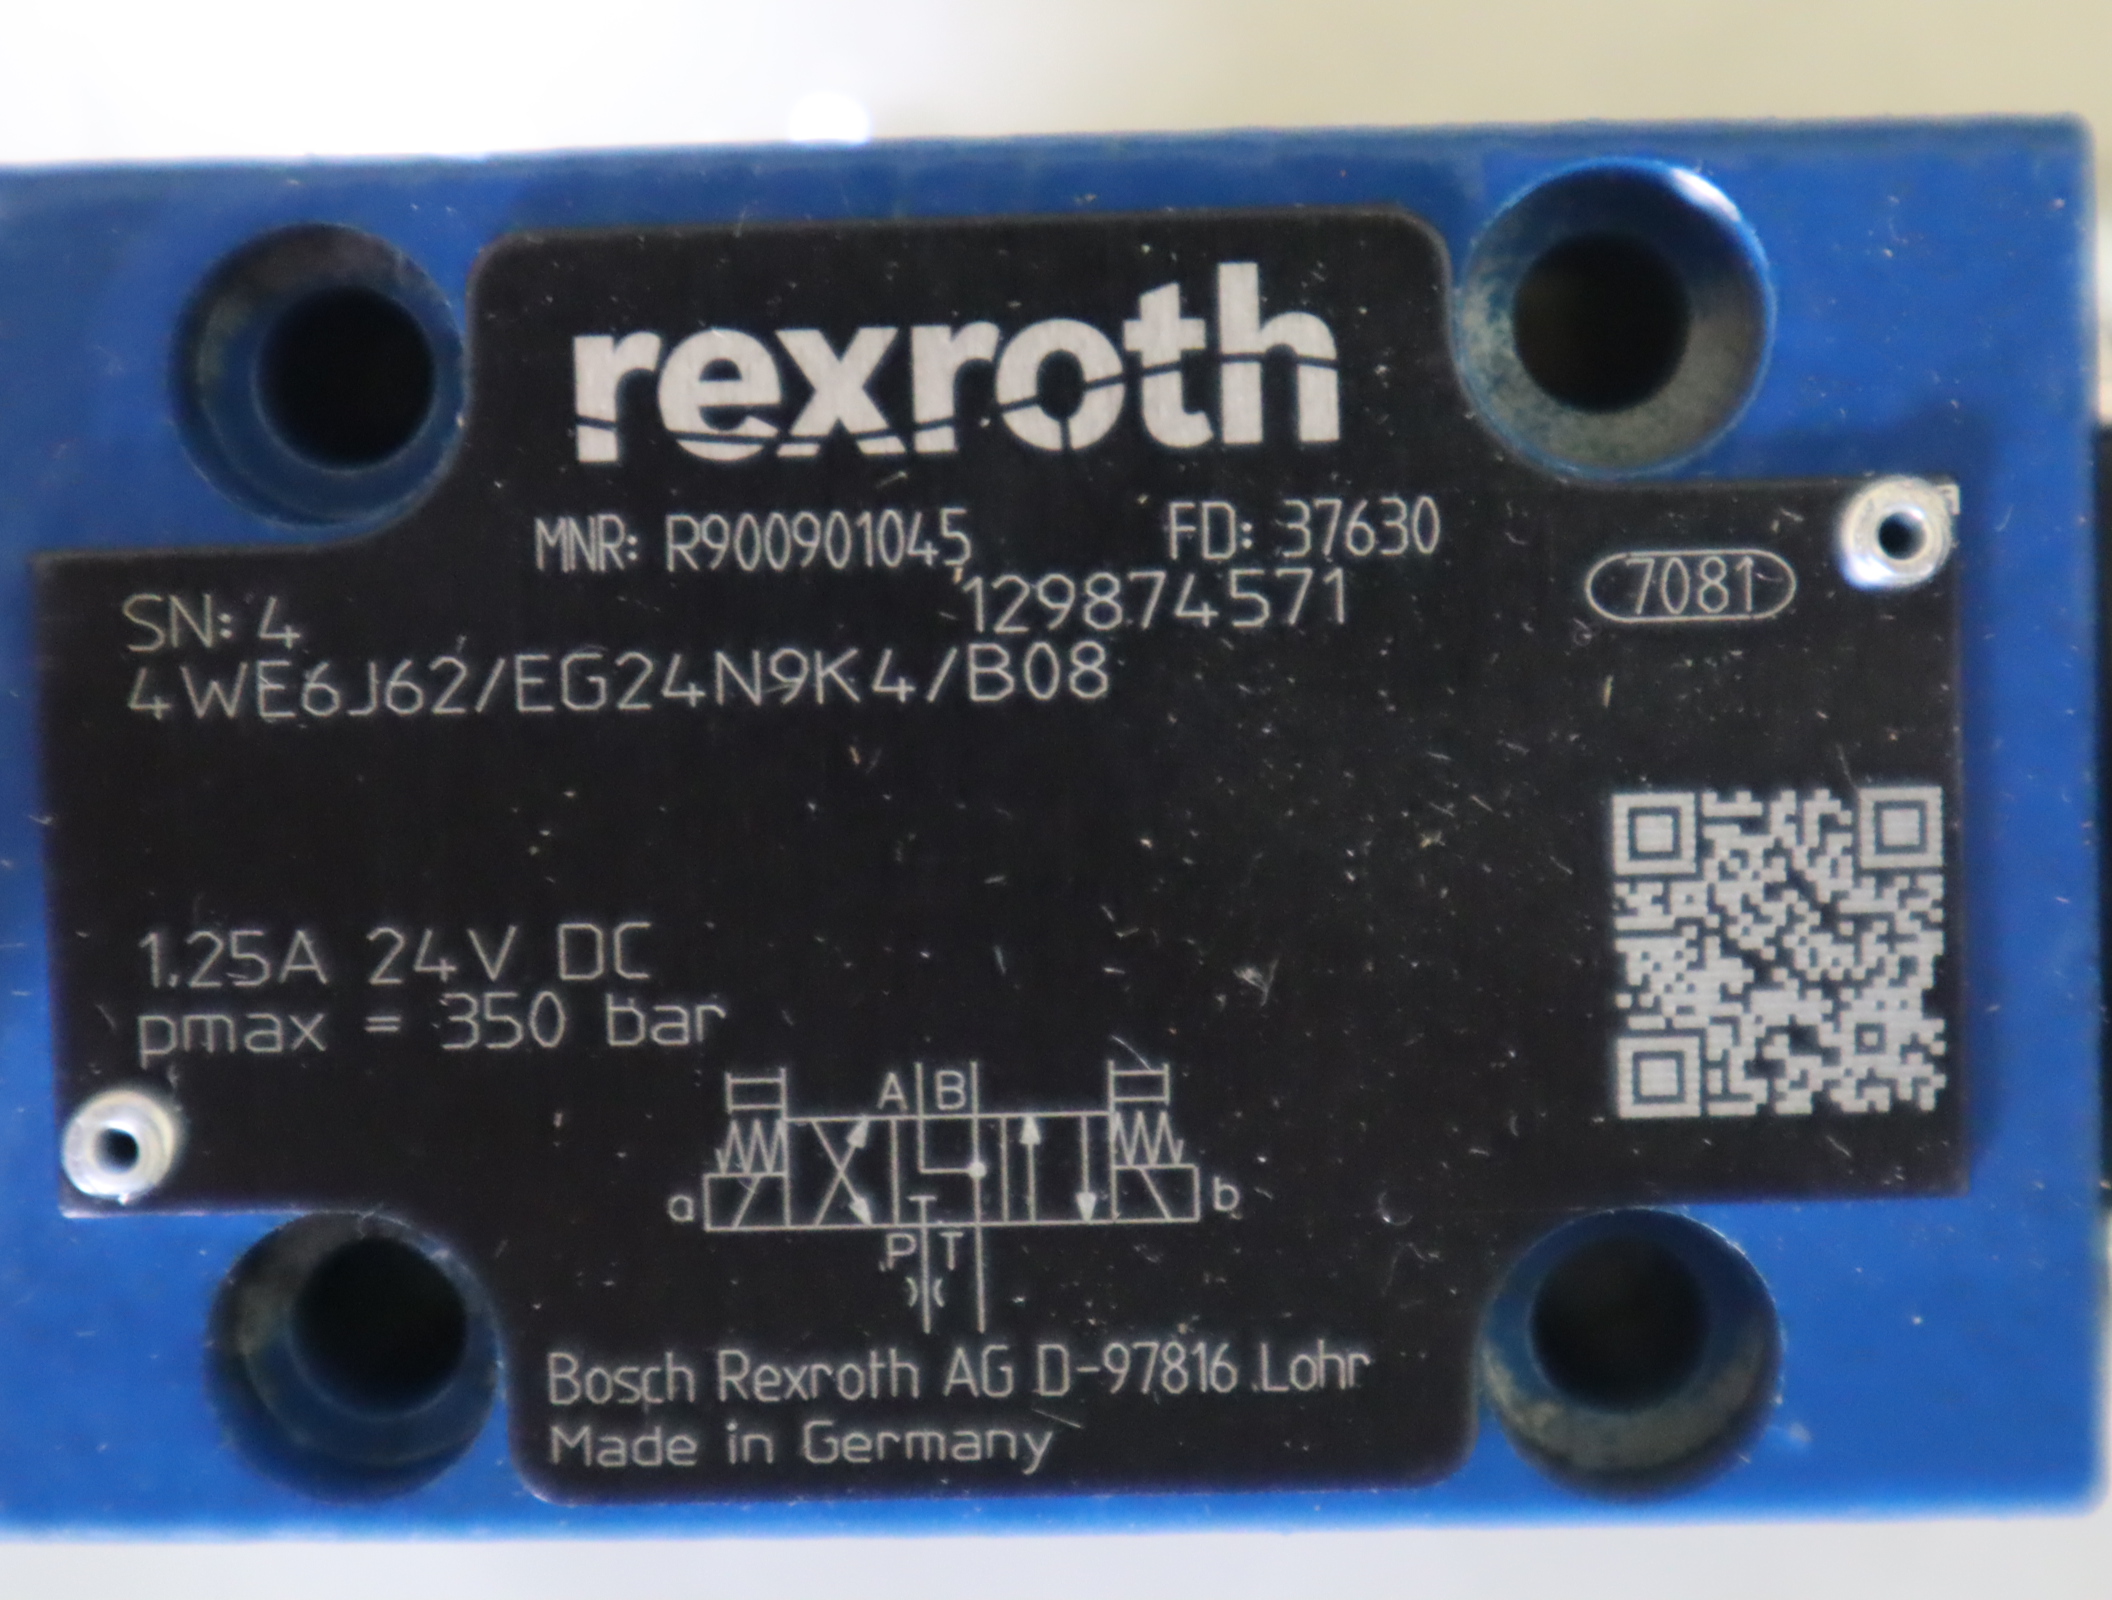 rexroth
MNR: R900901045 FD: 37630
129874571
7081
SN: 4
4WE6J62/EG24N9K4/B08
1.25A 24V DC
pmax = 350 bar
A B
a b
P T
Bosch Rexroth AG D-97816 Lohr
Made in Germany